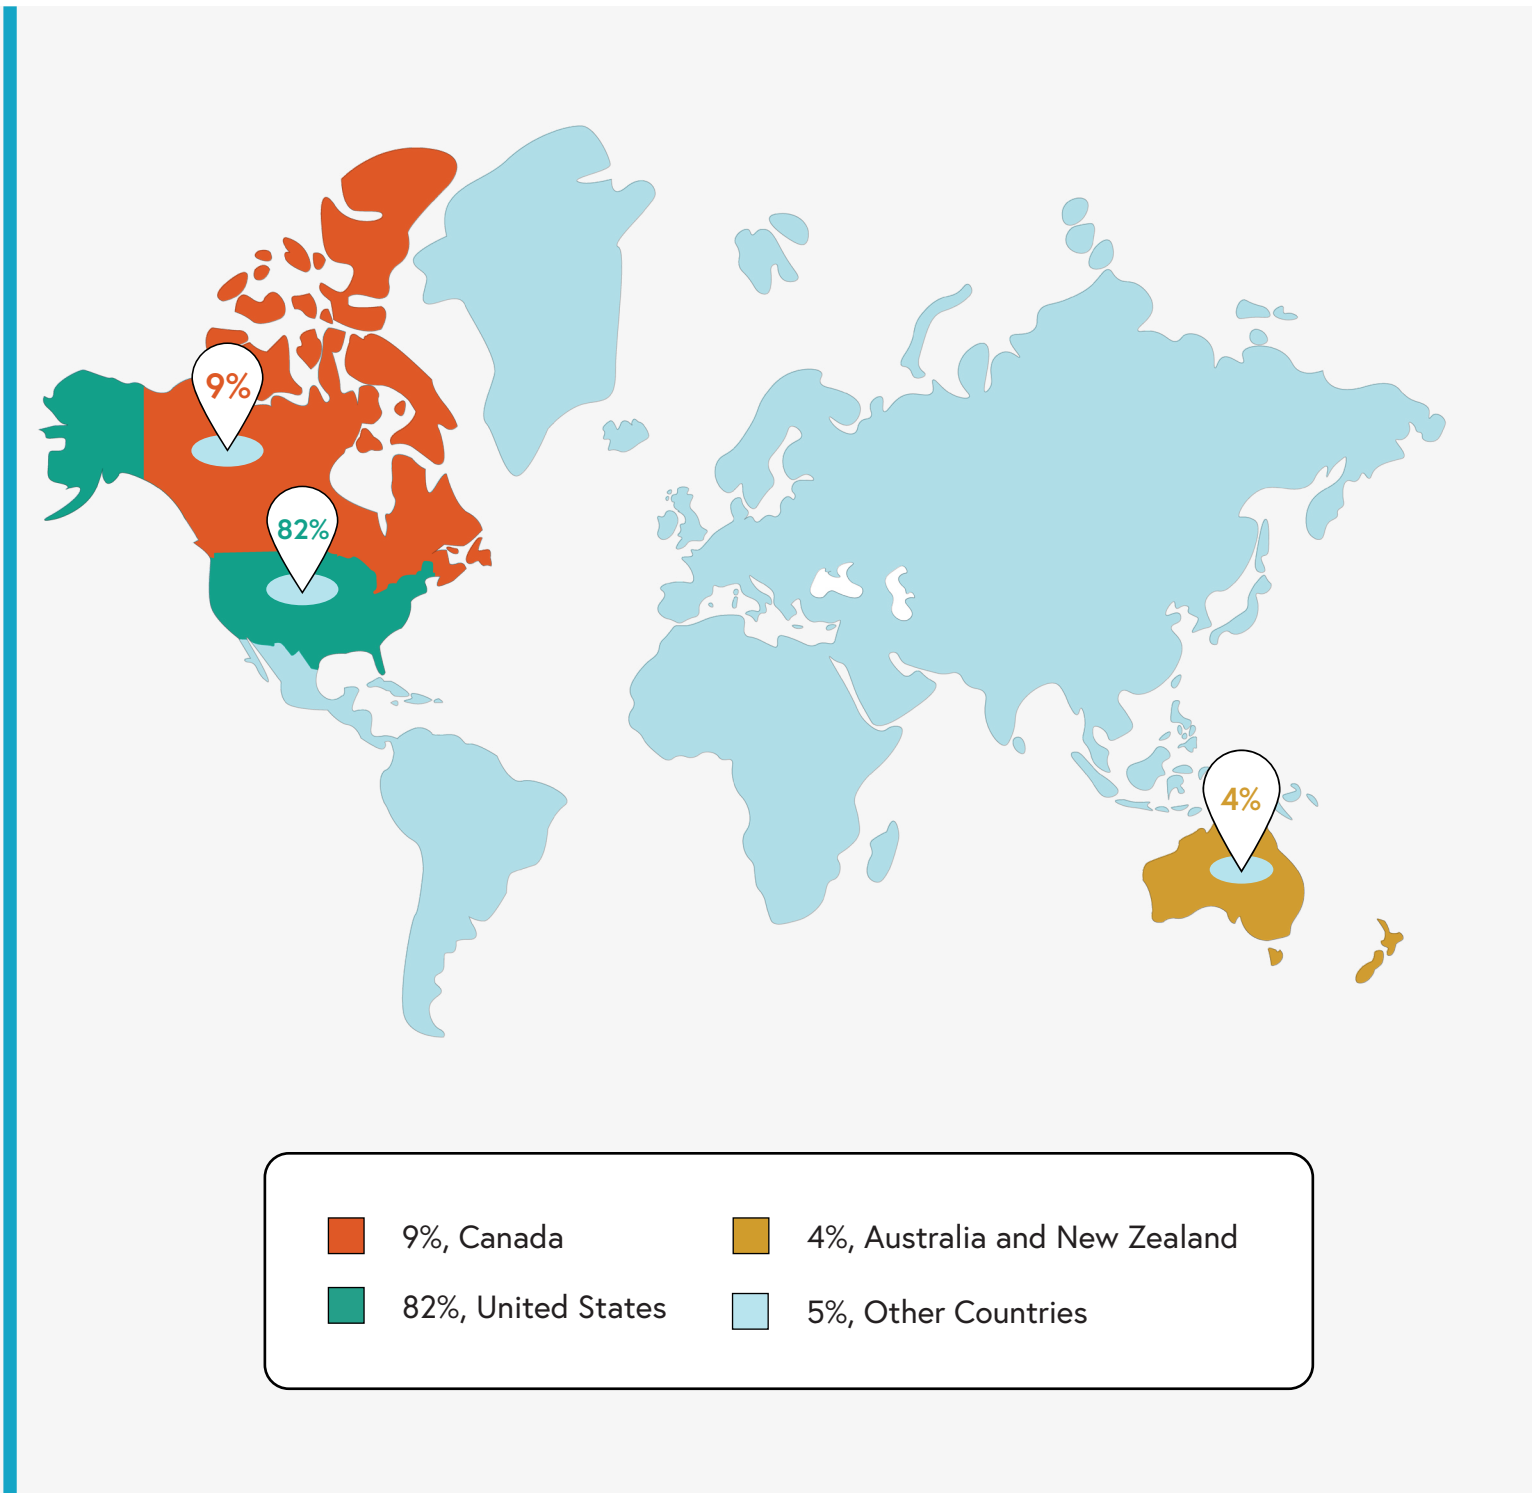 9%
82%
4%
9%, Canada
82%, United States
4%, Australia and New Zealand
5%, Other Countries